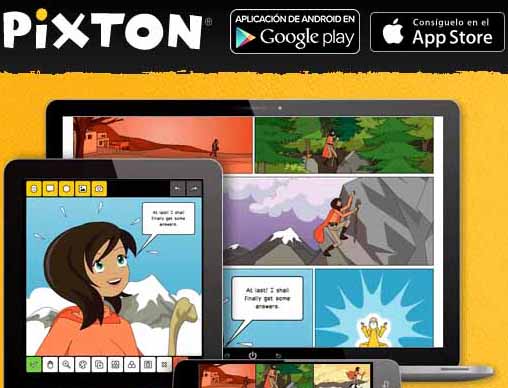 PIXTON®
APLICACIÓN DE ANDROID EN
Google play
Consíguelo en el
App Store
At last! I shall
finally get some
answers.
At last! I shall
finally get some
answers.